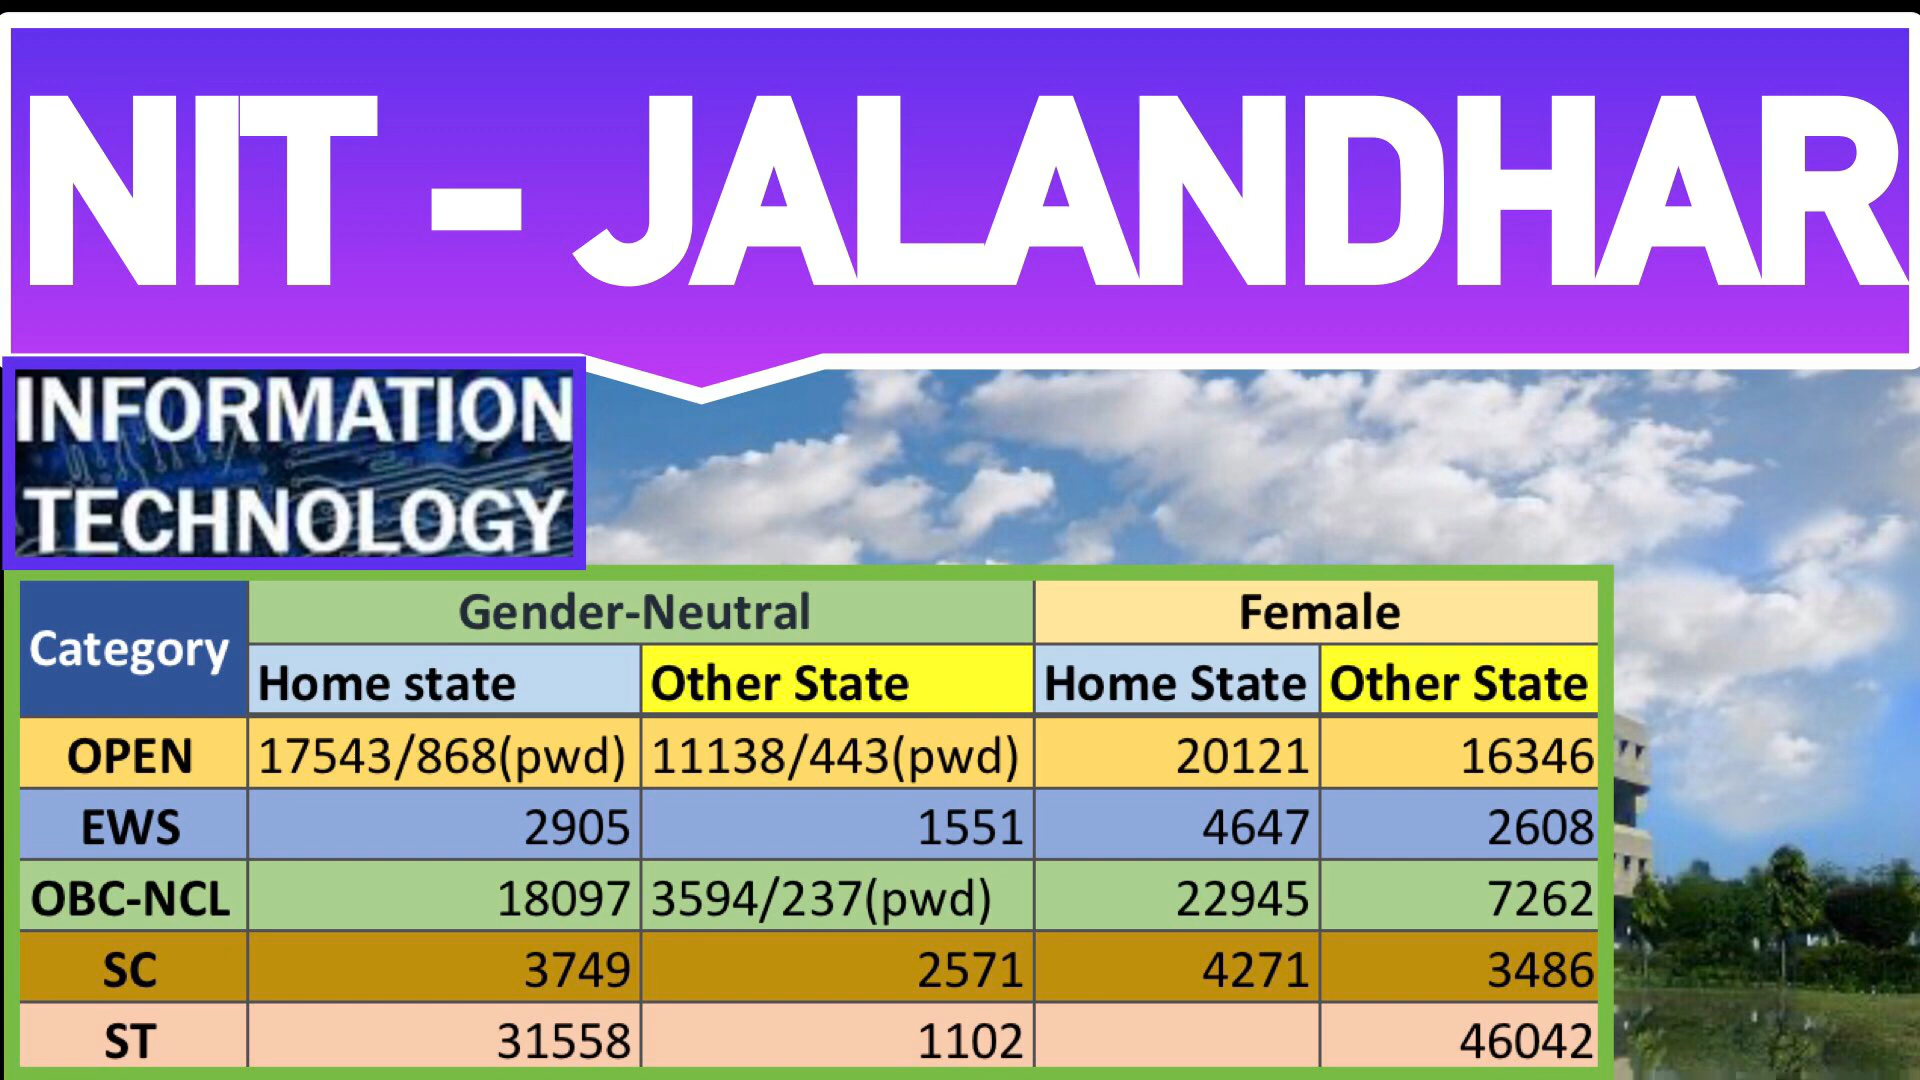 NIT - JALANDHAR
INFORMATION
TECHNOLOGY
Category Gender-Neutral Female
Home state Other State Home State Other State
OPEN 17543/868(pwd) 11138/443(pwd) 20121 16346
EWS 2905 1551 4647 2608
OBC-NCL 18097 3594/237(pwd) 22945 7262
SC 3749 2571 4271 3486
ST 31558 1102 46042